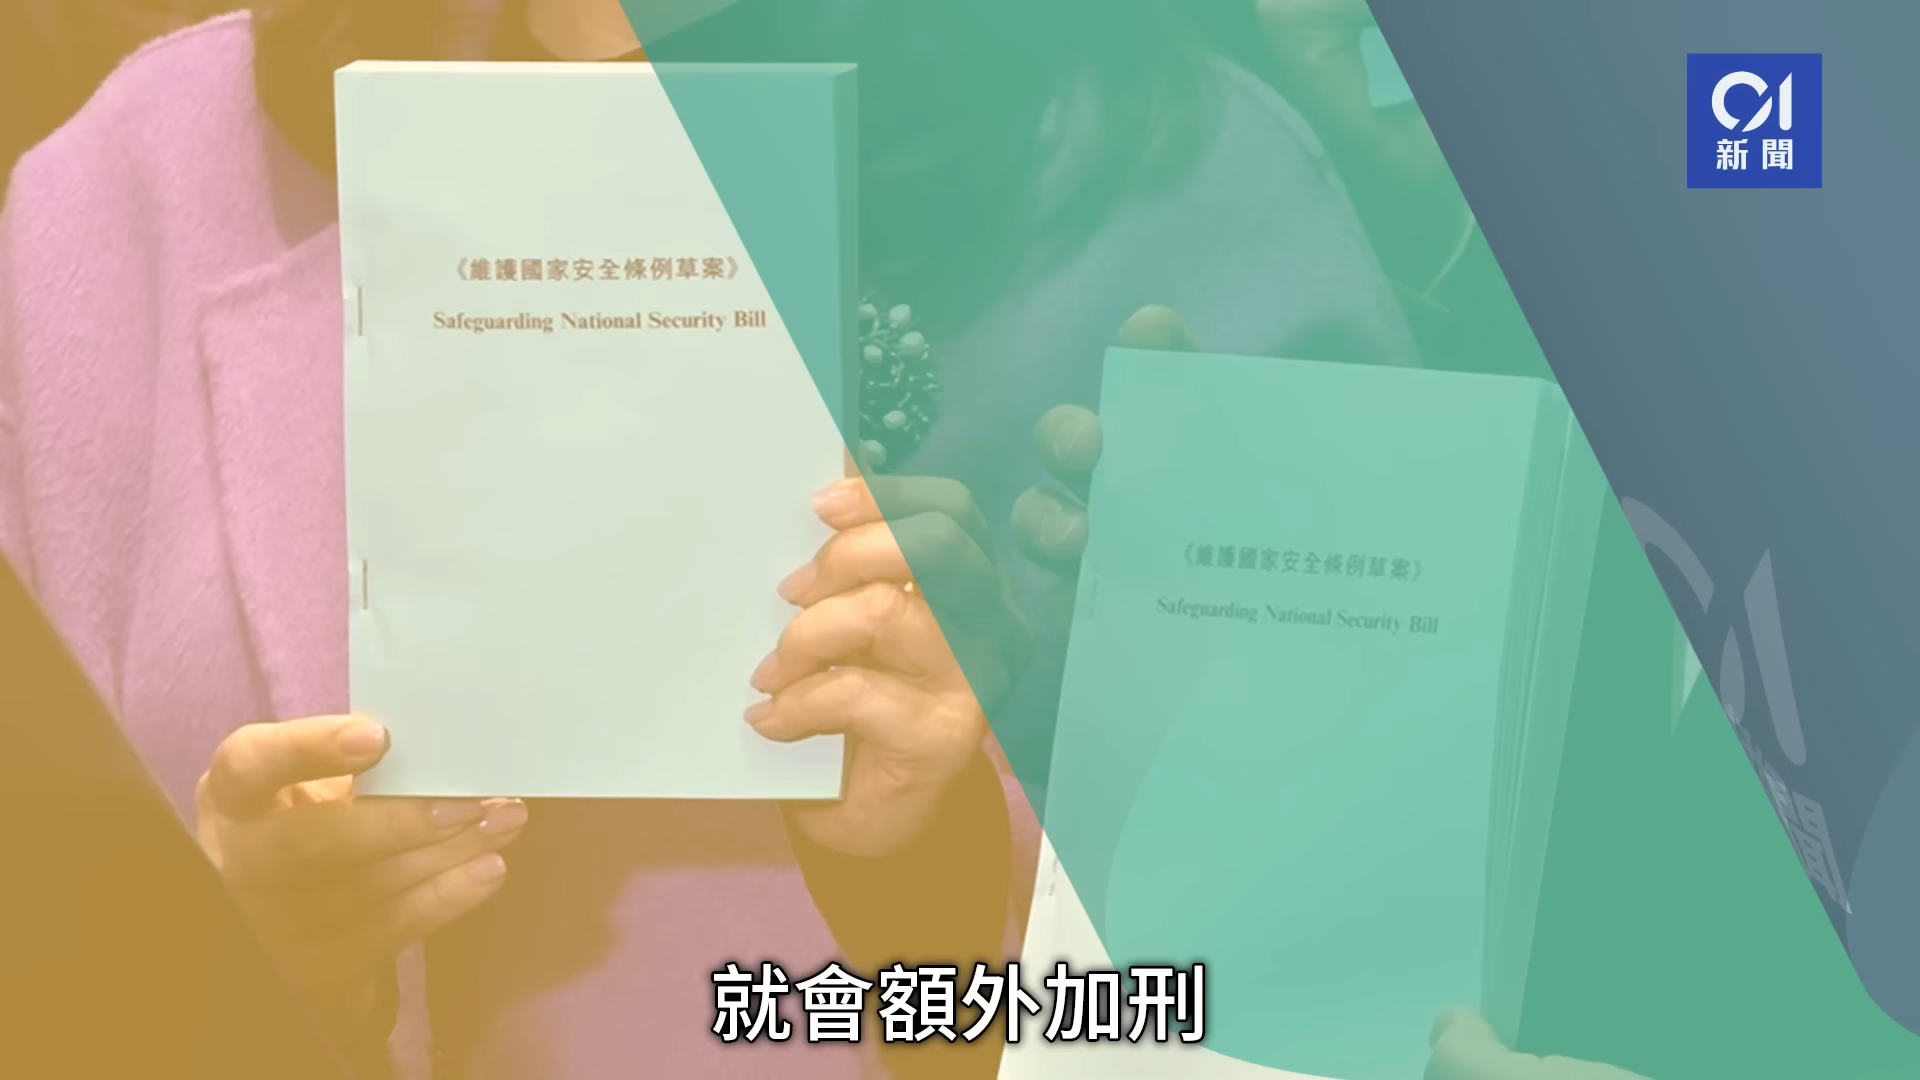 01
新聞
《維護國家安全條例草案》
Safeguarding National Security Bill
《維護國家安全條例草案》
Safeguarding National Security Bill
就會額外加刑